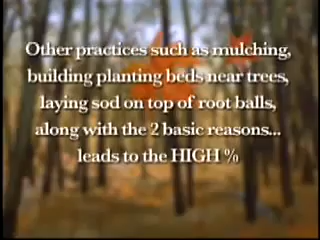 Other practices such as mulching,
building planting beds near trees,
laying sod on top of root balls,
along with the 2 basic reasons...
leads to the HIGH %